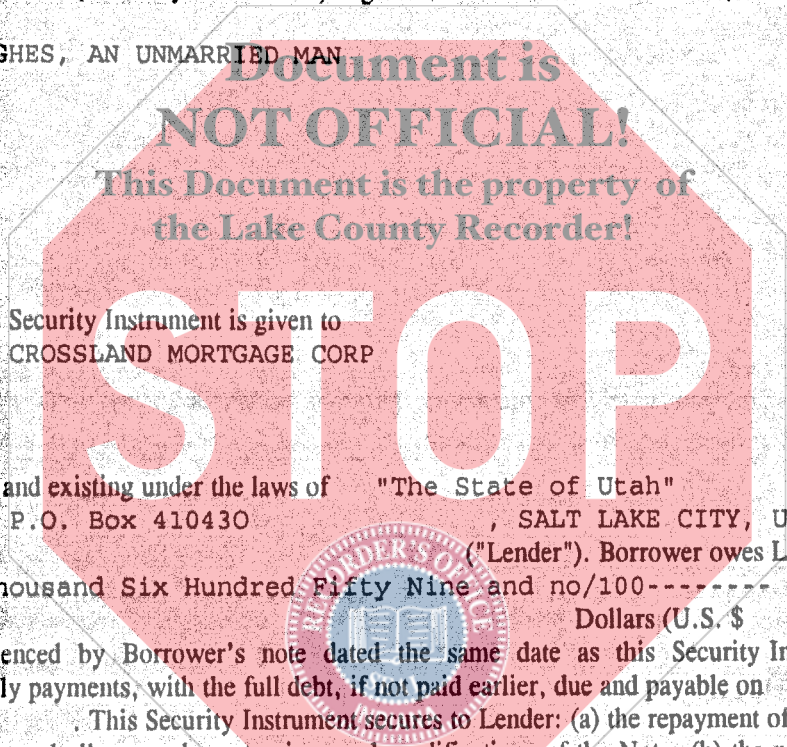 GHES, AN UNMARRIED MAN
Document is
NOT OFFICIAL!
This Document is the property of
the Lake County Recorder!
STOP
Security Instrument is given to
CROSSLAND MORTGAGE CORP
and existing under the laws of "The State of Utah"
P.O. Box 410430 , SALT LAKE CITY, U
("Lender"). Borrower owes L
RECORDER'S OFFICE
housand Six Hundred Fifty Nine and no/100--------
Dollars (U.S. $
enced by Borrower's note dated the same date as this Security In
SEAL
ly payments, with the full debt, if not paid earlier, due and payable on
. This Security Instrument secures to Lender: (a) the repayment of